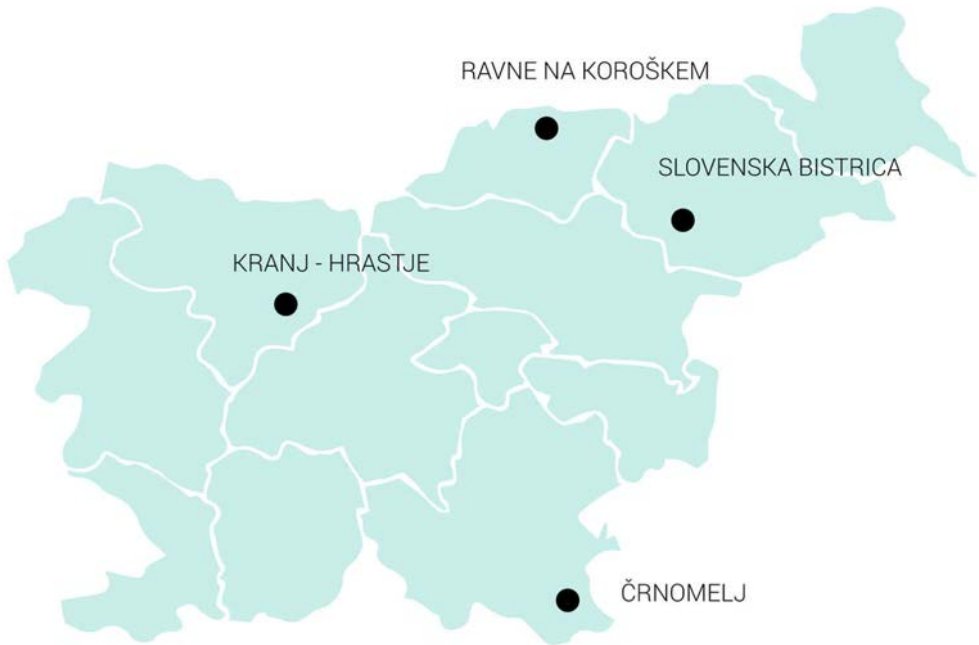 RAVNE NA KOROŠKEM
SLOVENSKA BISTRICA
KRANJ - HRASTJE
ČRNOMELJ